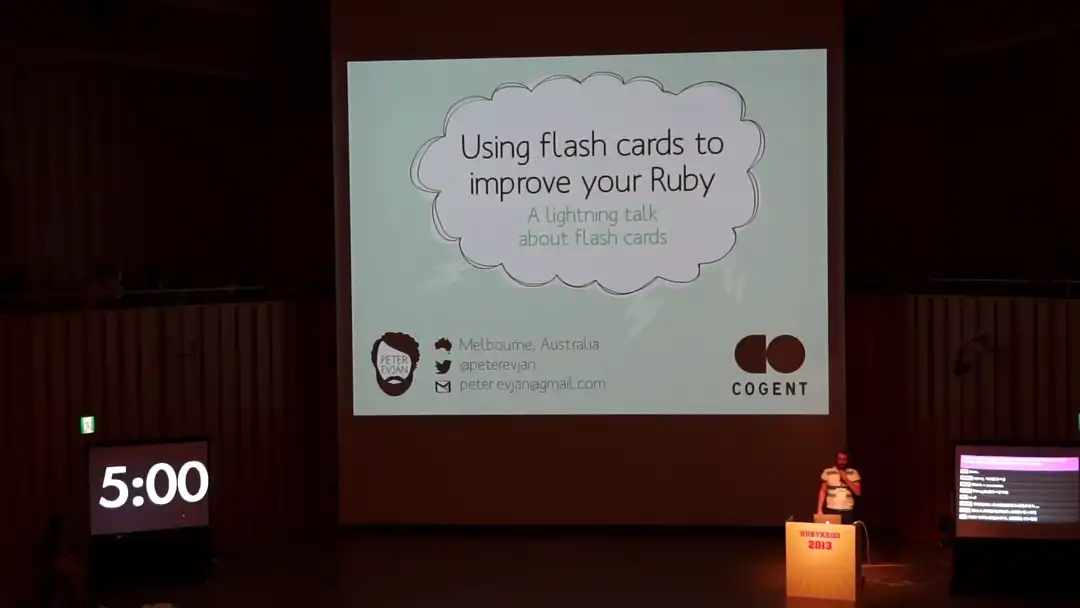 Using flash cards to
improve your Ruby
A lightning talk
about flash cards
PETER
EVJAN
Melbourne, Australia
@peterevjan
peter.evjan@gmail.com
COGENT
5:00
RUBYKAIGI
2013